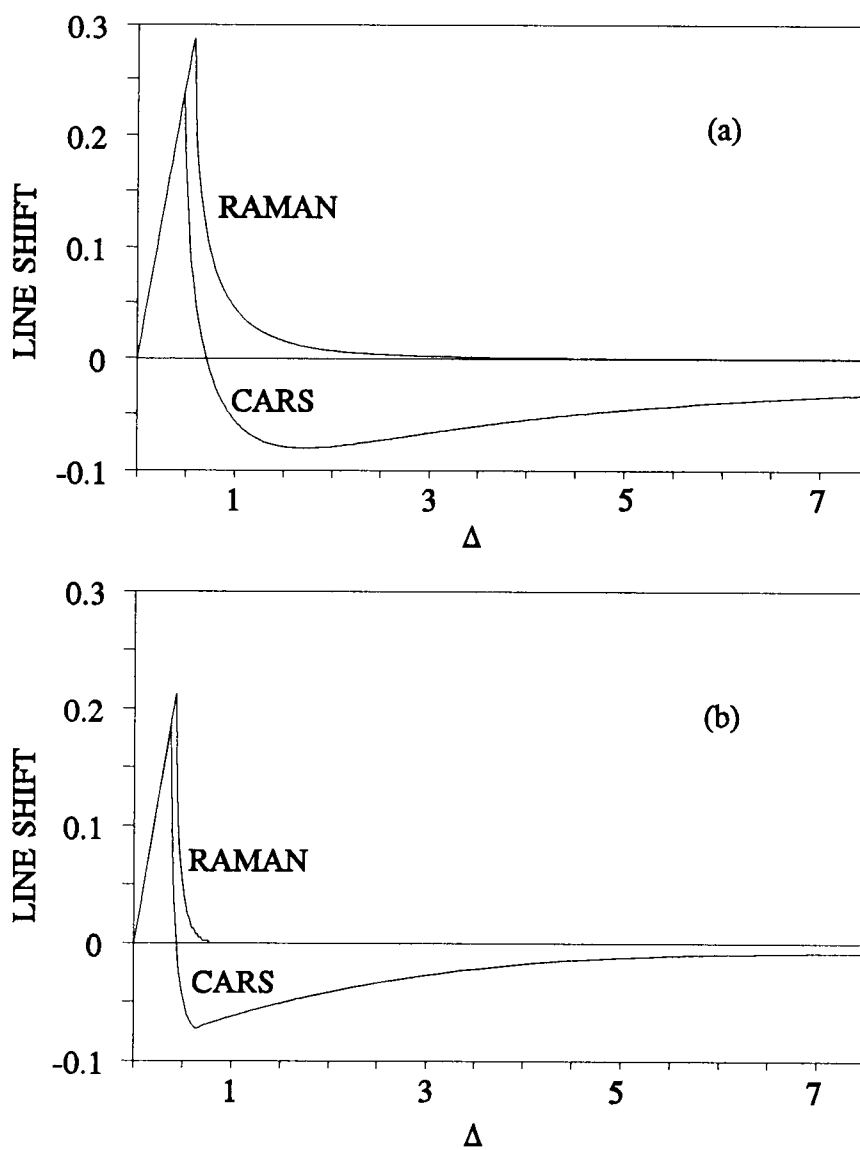 0.3
(a)
0.2
RAMAN
LINE SHIFT
0.1
0
CARS
-0.1
1 3 5 7
Δ
0.3
(b)
0.2
LINE SHIFT
0.1
RAMAN
0
CARS
-0.1
1 3 5 7
Δ